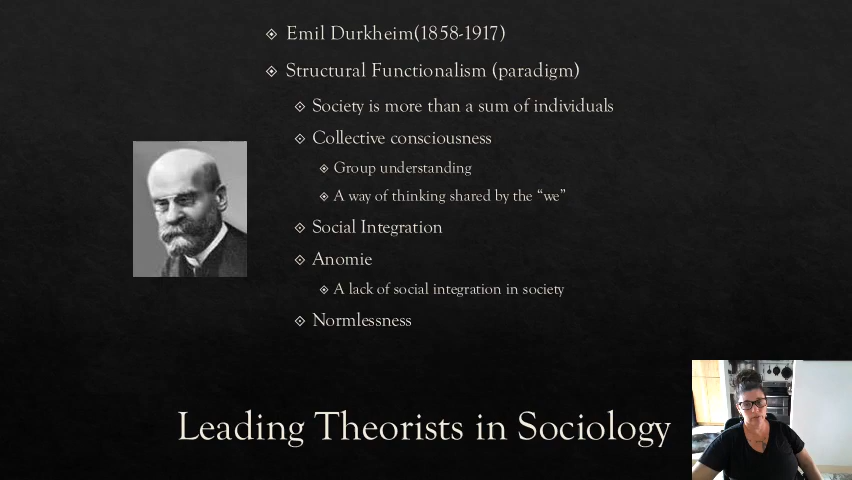 Emil Durkheim(1858-1917)
Structural Functionalism (paradigm)
Society is more than a sum of individuals
Collective consciousness
Group understanding
A way of thinking shared by the “we”
Social Integration
Anomie
A lack of social integration in society
Normlessness
Leading Theorists in Sociology